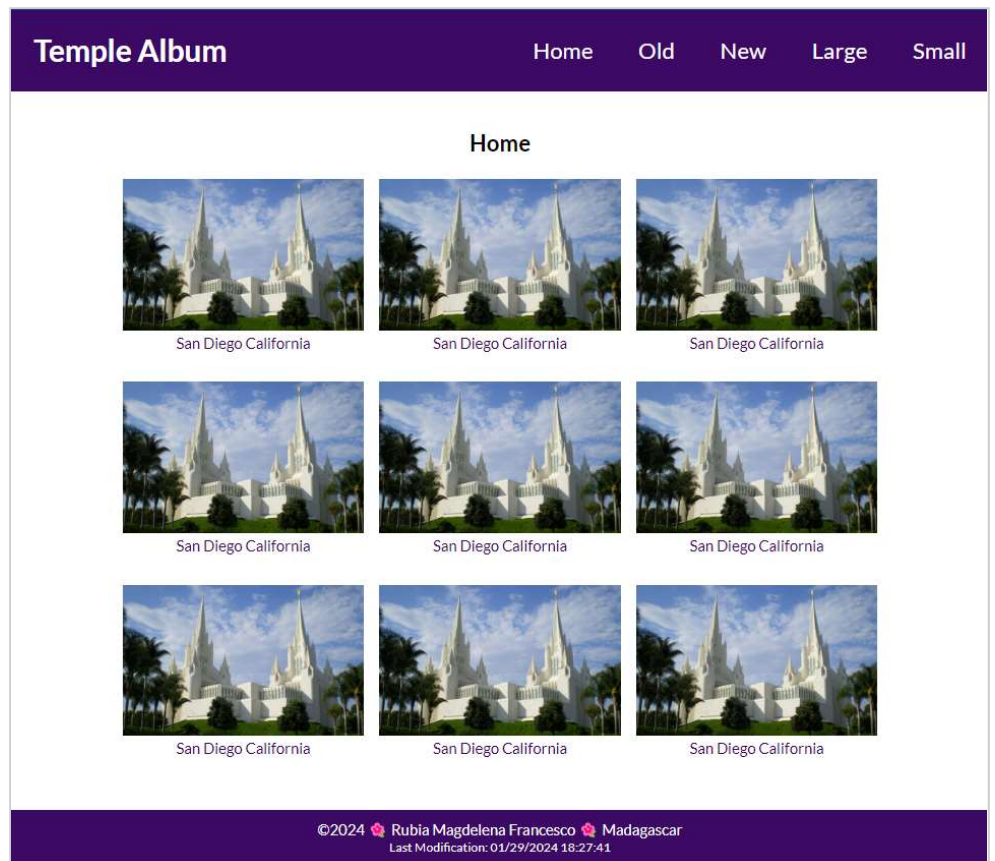 Temple Album Home Old New Large Small
Home
San Diego California San Diego California San Diego California
San Diego California San Diego California San Diego California
San Diego California San Diego California San Diego California
©2024 🌺 Rubia Magdelena Francesco 🌺 Madagascar
Last Modification: 01/29/2024 18:27:41